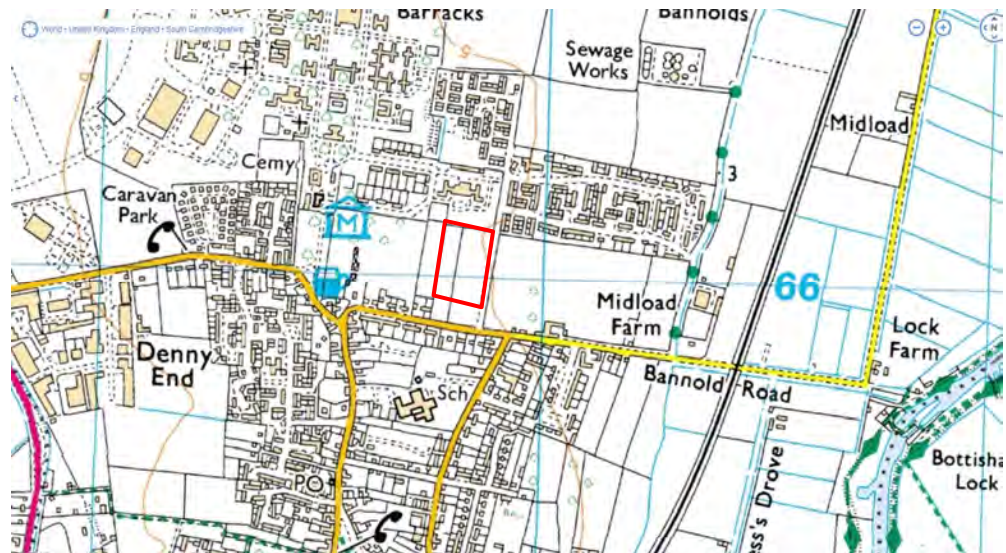 World • United Kingdom • England • South Cambridgeshire
Barracks
Bannolds
Sewage
Works
Midload
Cemy
3
Caravan
Park
M
66
Midload
Farm
Lock
Farm
Denny
End
Bannold Road
Sch
Bottisha
Lock
PO
ss's Drove
N